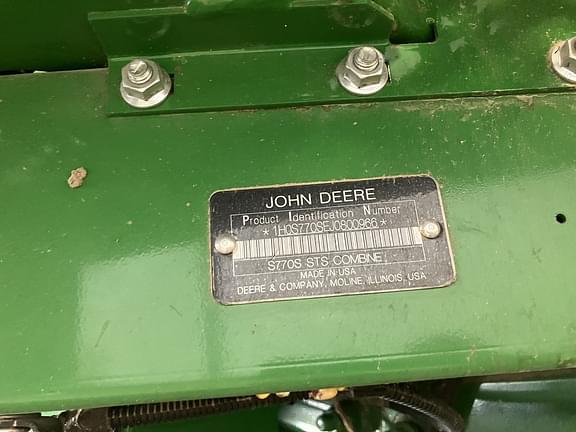 JOHN DEERE
Product Identification Number
*1H0S770SEJ0800966*
S770S STS COMBINE
MADE IN USA
DEERE & COMPANY, MOLINE, ILLINOIS, USA